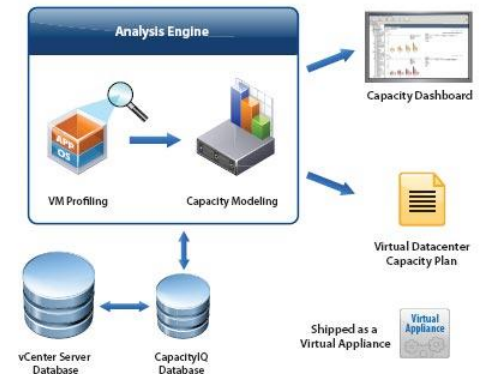 Analysis Engine
APP
OS
VM Profiling
Capacity Modeling
Capacity Dashboard
Virtual Datacenter
Capacity Plan
vCenter Server
Database
CapacityIQ
Database
Shipped as a
Virtual Appliance
Virtual
Appliance